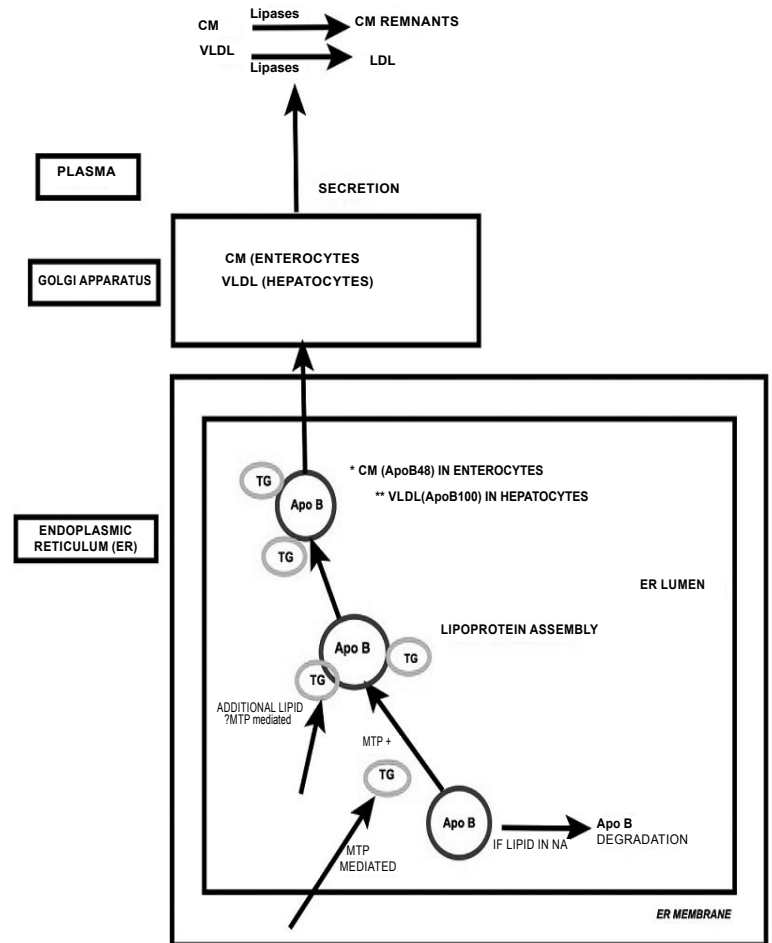 Lipases
CM
CM REMNANTS
VLDL
LDL
Lipases
PLASMA
SECRETION
CM (ENTEROCYTES
VLDL (HEPATOCYTES)
GOLGI APPARATUS
* CM (ApoB48) IN ENTEROCYTES
TG
Apo B
** VLDL(ApoB100) IN HEPATOCYTES
ENDOPLASMIC
RETICULUM (ER)
TG
ER LUMEN
LIPOPROTEIN ASSEMBLY
Apo B
TG
TG
ADDITIONAL LIPID
?MTP mediated
MTP +
TG
Apo B
Apo B
DEGRADATION
IF LIPID IN NA
MTP
MEDIATED
ER MEMBRANE